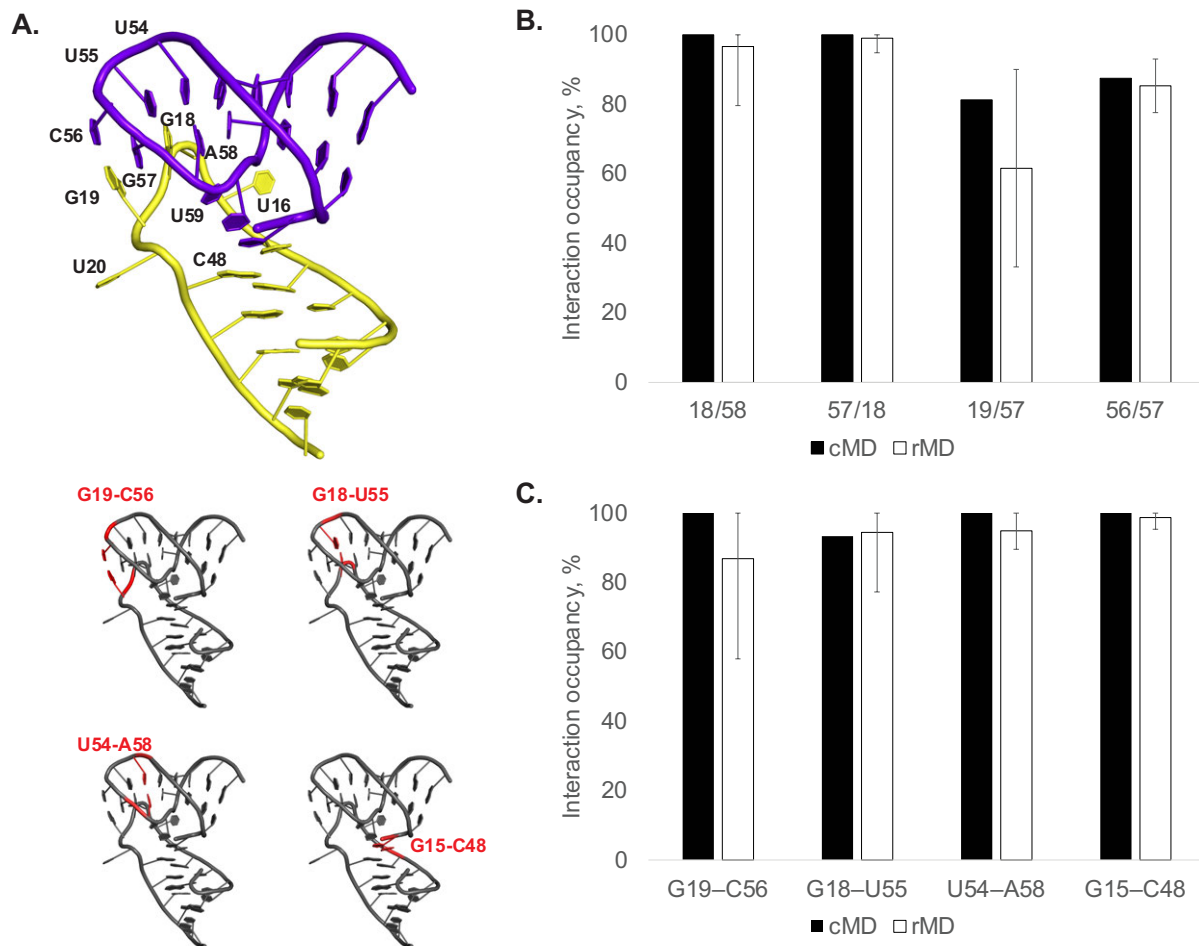 A.
U54
U55
C56
G18
A58
G57
G19
U59
U16
U20
C48
G19-C56
G18-U55
U54-A58
G15-C48
B.
Interaction occupancy, %
100
80
60
40
20
0
18/58 57/18 19/57 56/57
cMD rMD
C.
Interaction occupancy, %
100
80
60
40
20
0
G19–C56 G18–U55 U54–A58 G15–C48
cMD rMD